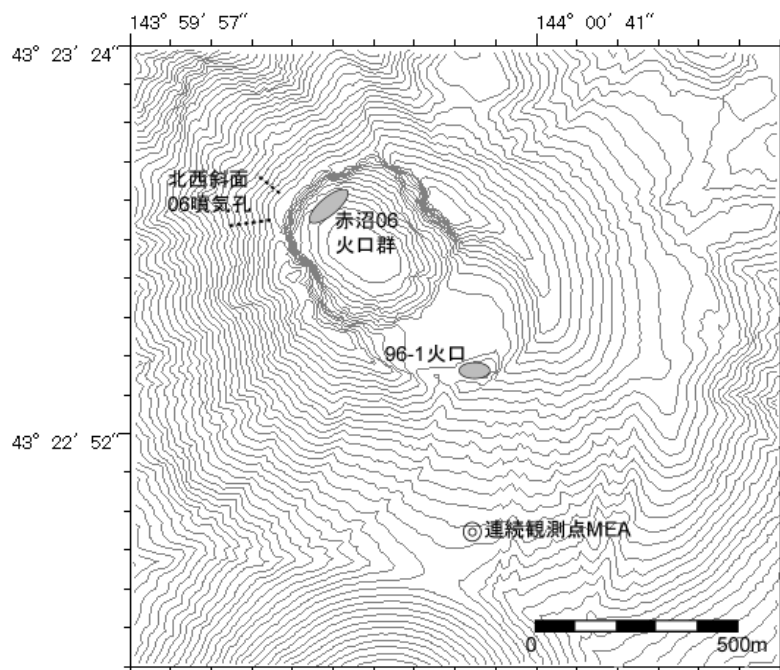 143° 59′ 57″
144° 00′ 41″
43° 23′ 24″
北西斜面
06噴気孔
赤沼06
火口群
96-1火口
43° 22′ 52″
連続観測点MEA
0
500m